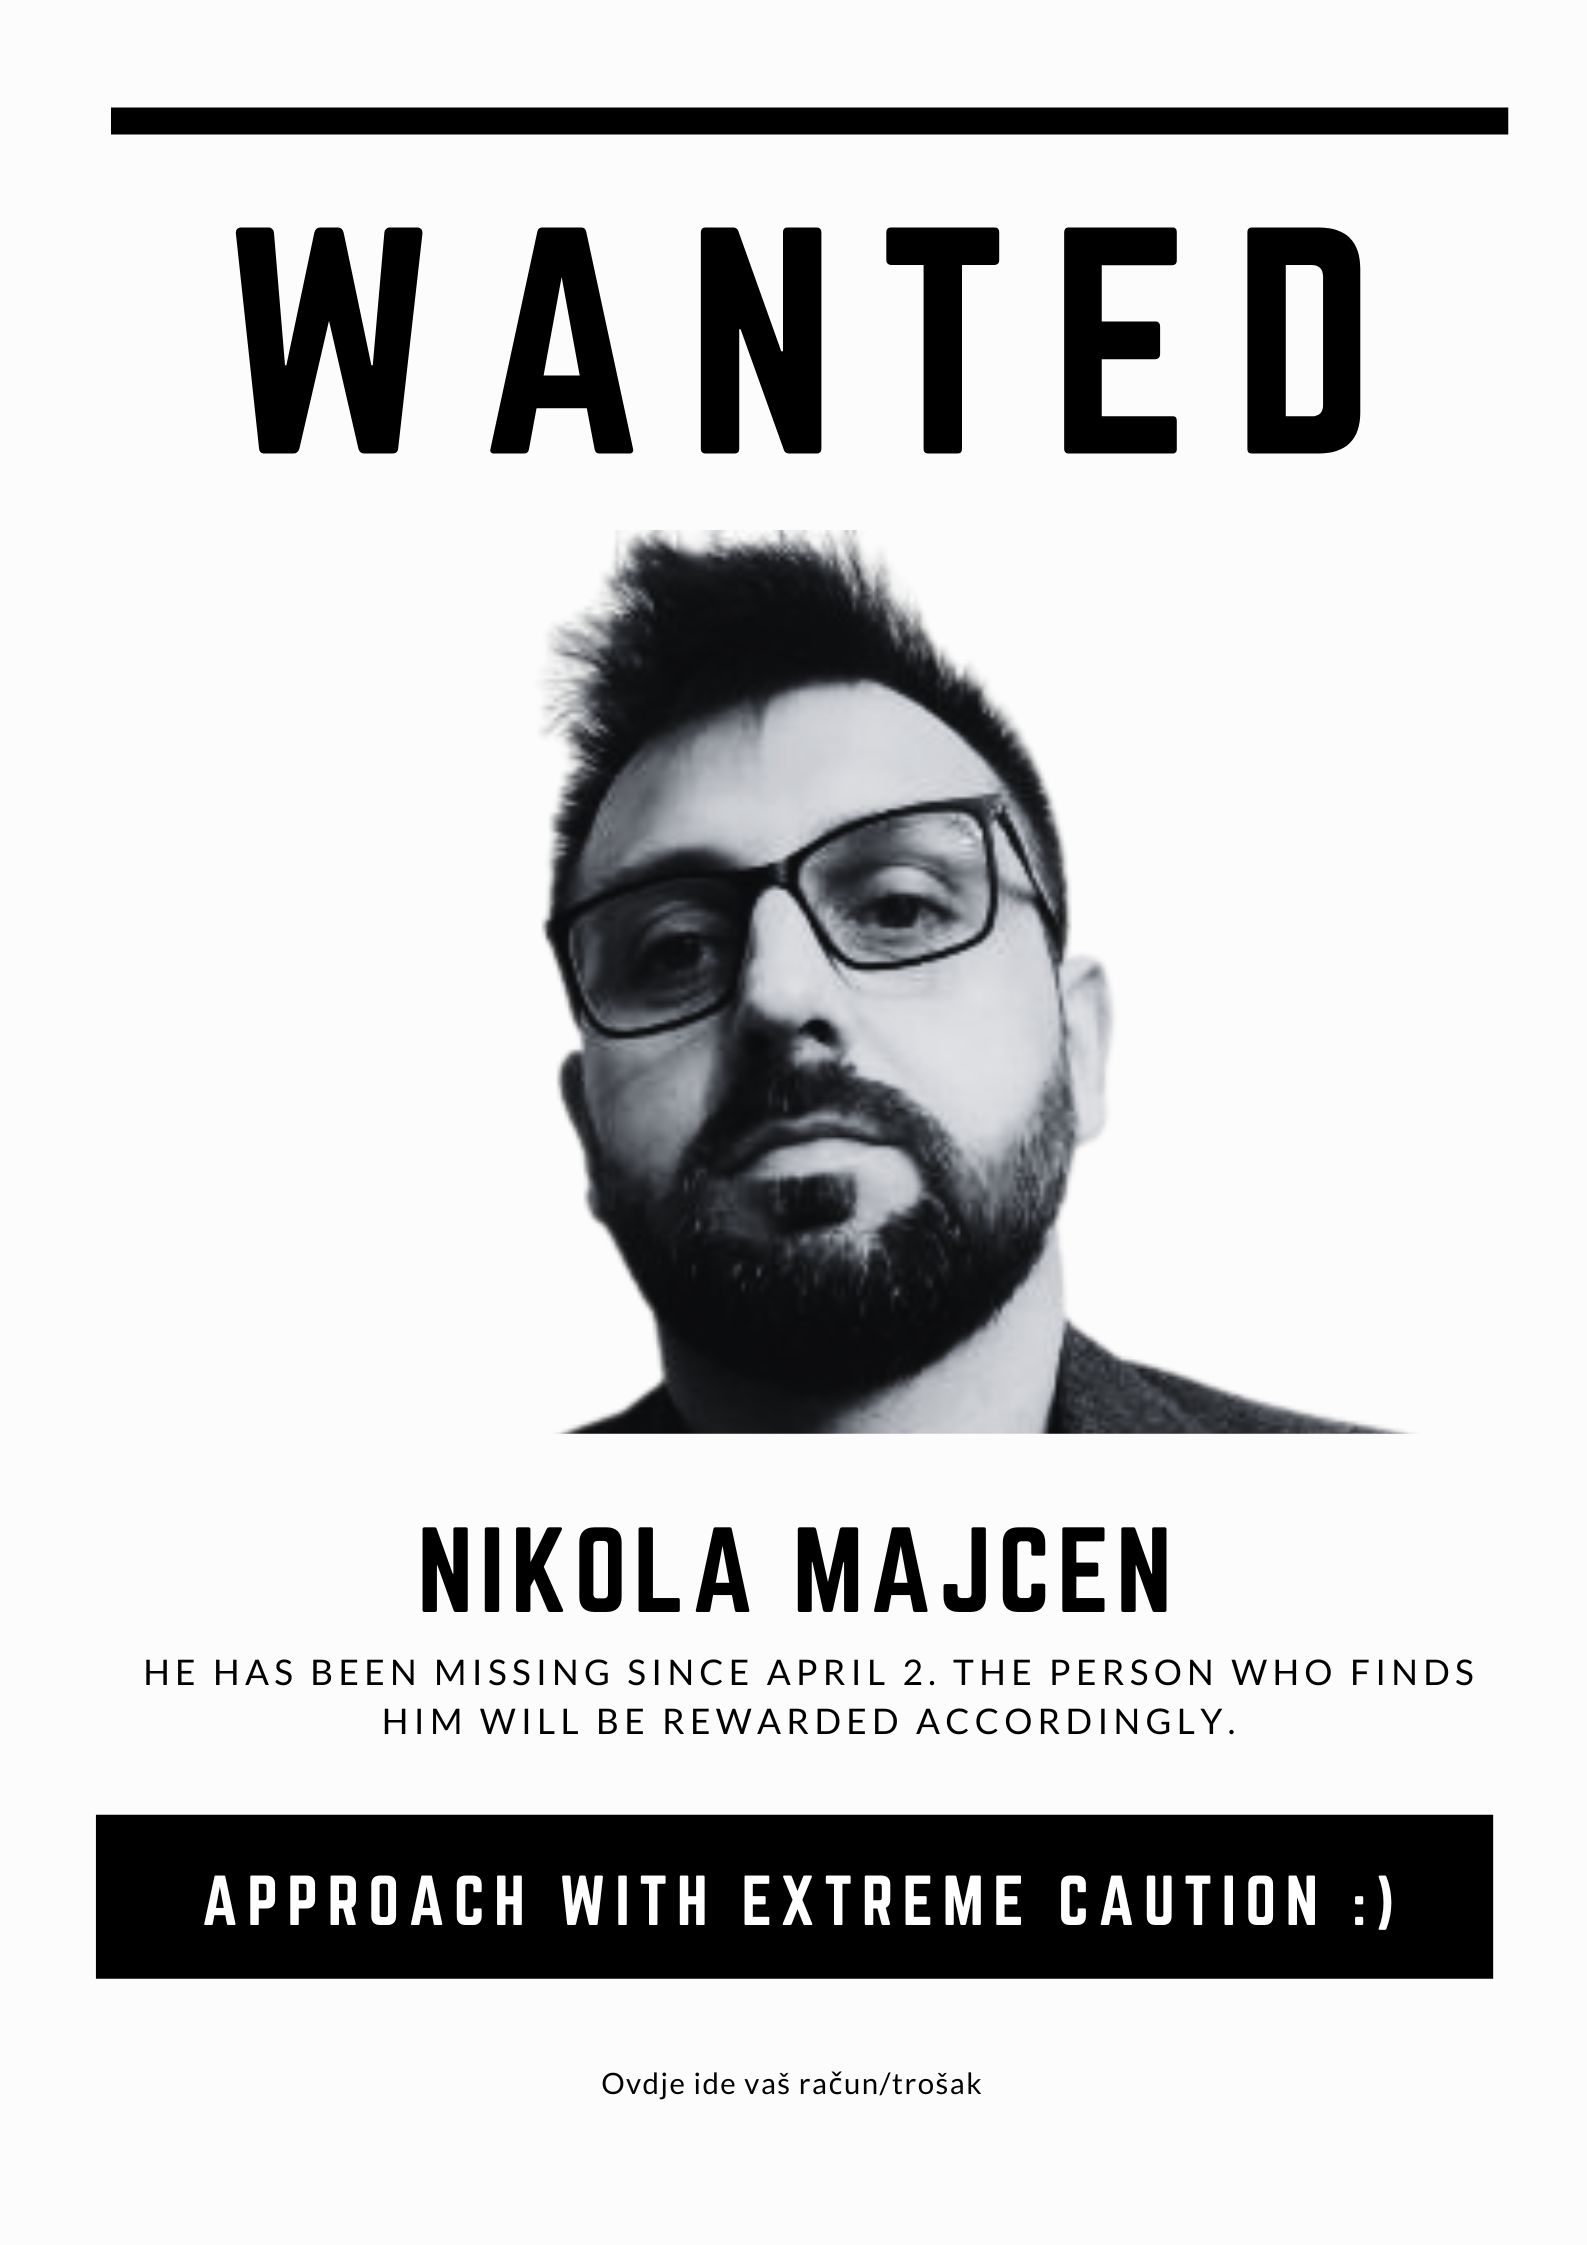 WANTED
NIKOLA MAJCEN
HE HAS BEEN MISSING SINCE APRIL 2. THE PERSON WHO FINDS
HIM WILL BE REWARDED ACCORDINGLY.
APPROACH WITH EXTREME CAUTION :)
Ovdje ide vaš račun/trošak